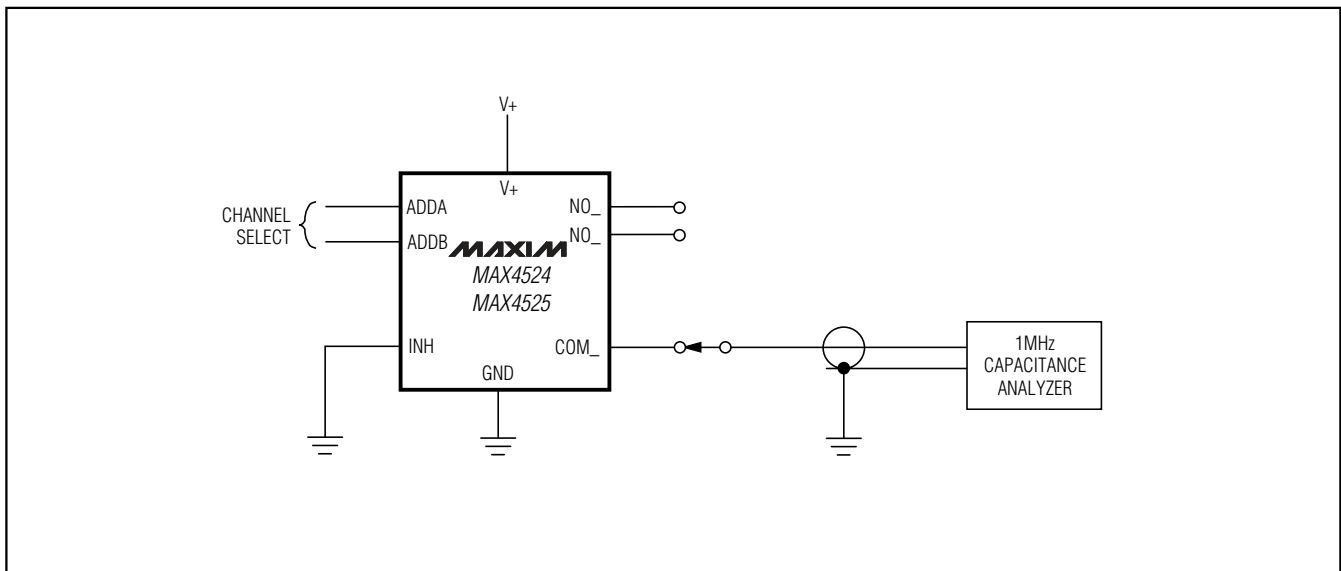 V+
V+
CHANNEL
SELECT
ADDA
ADDB
NO_
NO_
MAXIM
MAX4524
MAX4525
INH
COM_
GND
1MHz
CAPACITANCE
ANALYZER